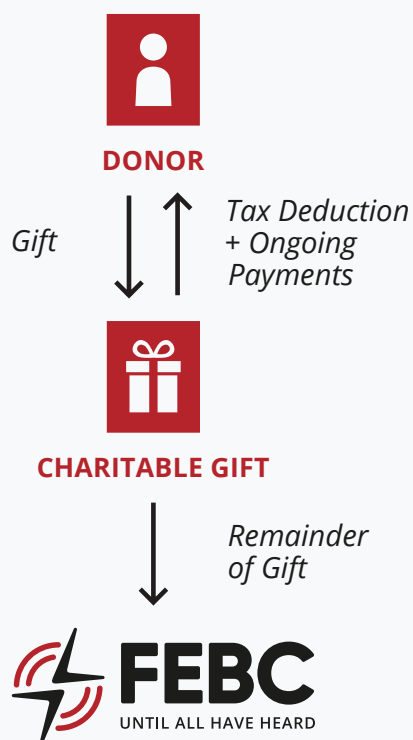 DONOR
Gift
Tax Deduction
+ Ongoing
Payments
CHARITABLE GIFT
Remainder
of Gift
FEBC
UNTIL ALL HAVE HEARD